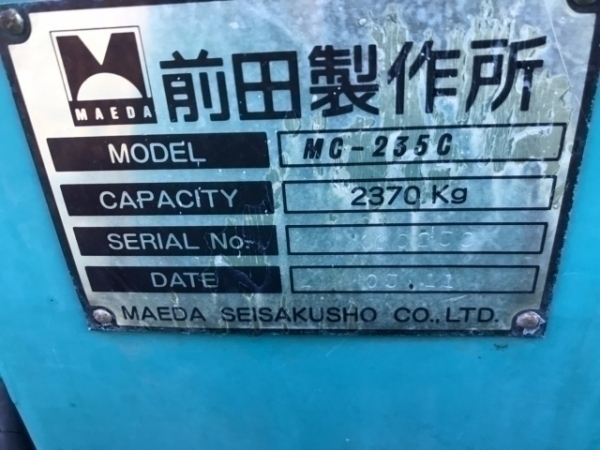 前田製作所
MAEDA
MODEL MC-235C
CAPACITY 2370 Kg
SERIAL No.
DATE
MAEDA SEISAKUSHO CO.,LTD.